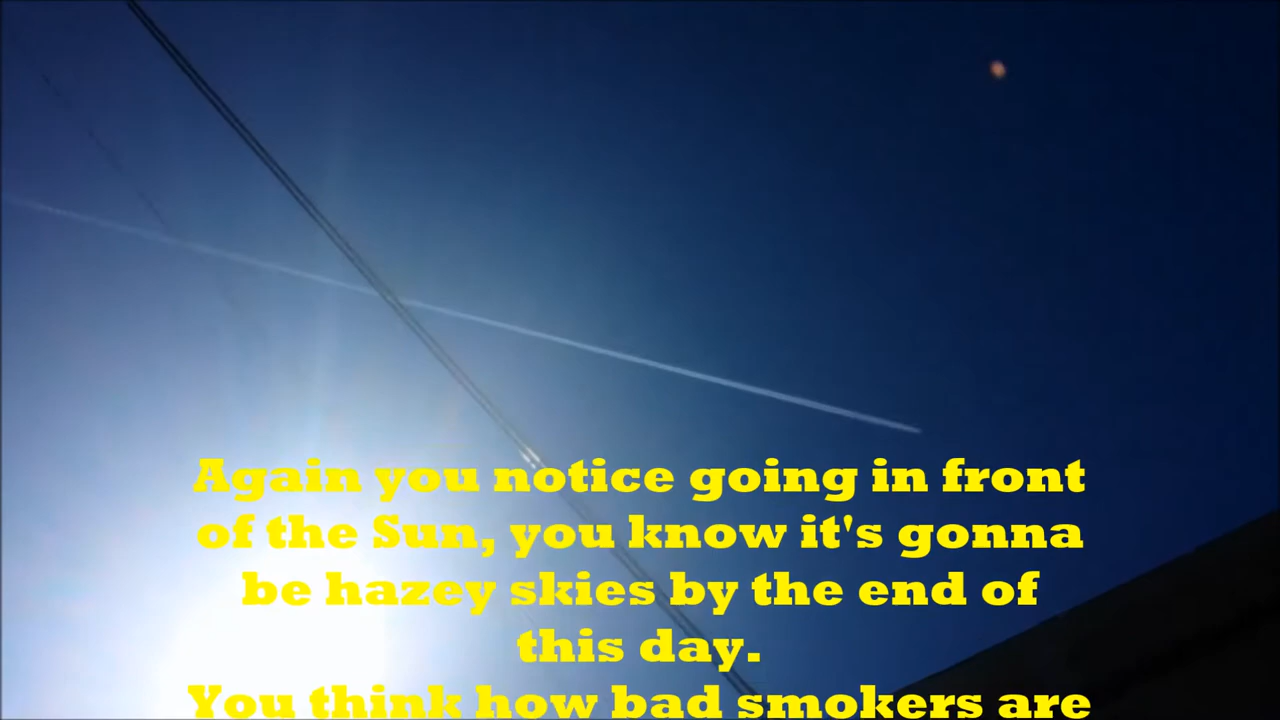 Again you notice going in front
of the Sun, you know it's gonna
be hazey skies by the end of
this day.
You think how bad smokers are